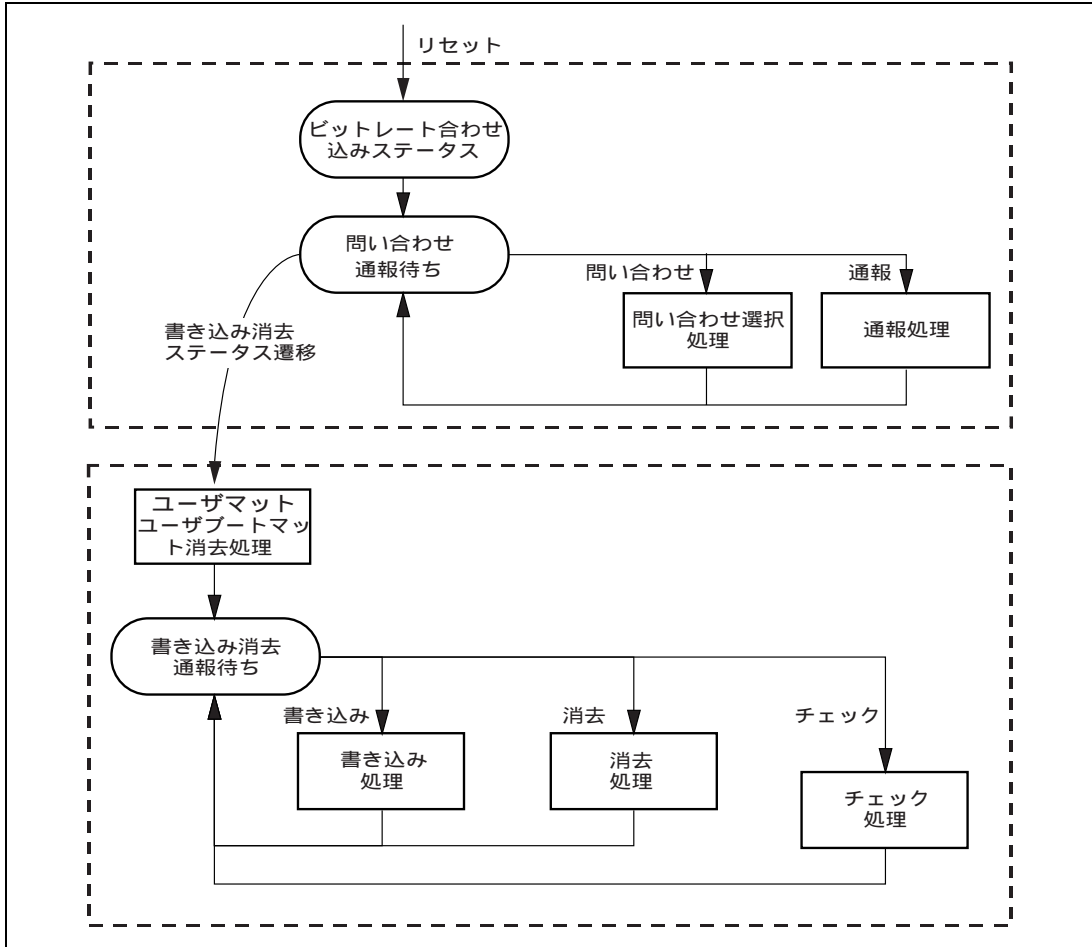 リセット
ビットレート合わせ
込みステータス
問い合わせ
通報待ち
問い合わせ
通報
問い合わせ選択
処理
通報処理
書き込み消去
ステータス遷移
ユーザマット
ユーザブートマッ
ト消去処理
書き込み消去
通報待ち
書き込み
消去
チェック
書き込み
処理
消去
処理
チェック
処理